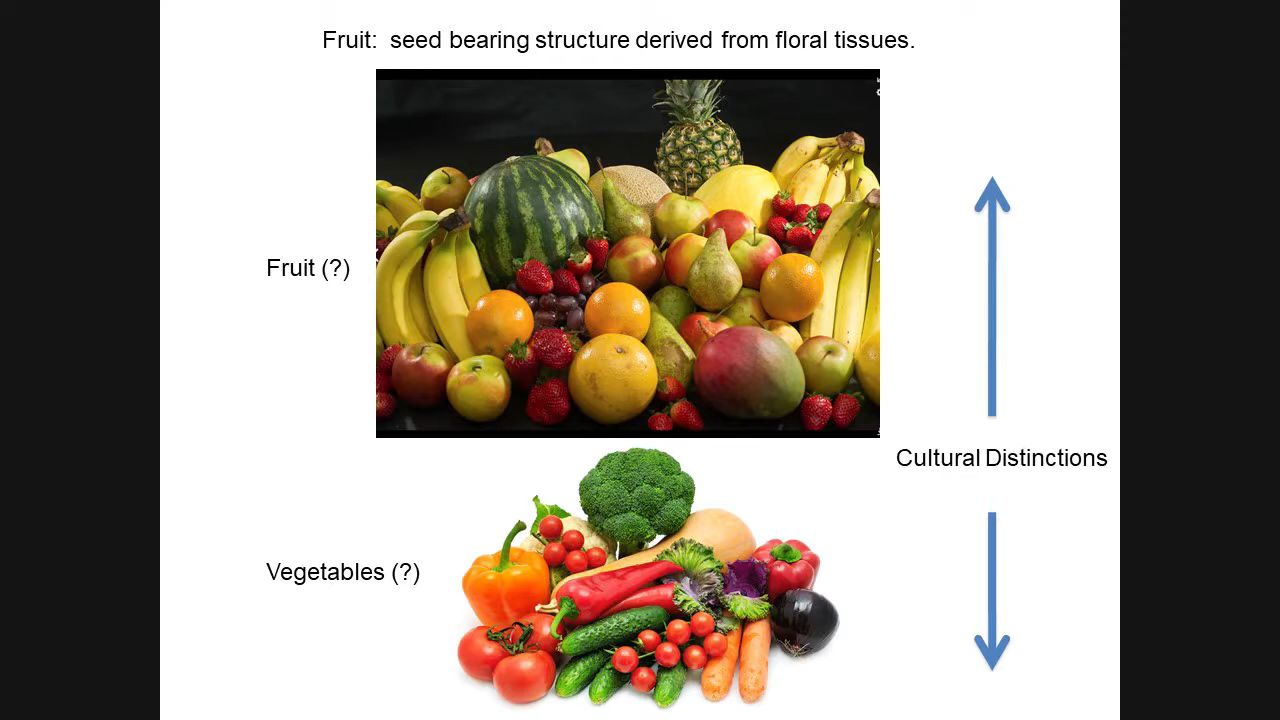 Fruit:  seed bearing structure derived from floral tissues.
Fruit (?)
Cultural Distinctions
Vegetables (?)